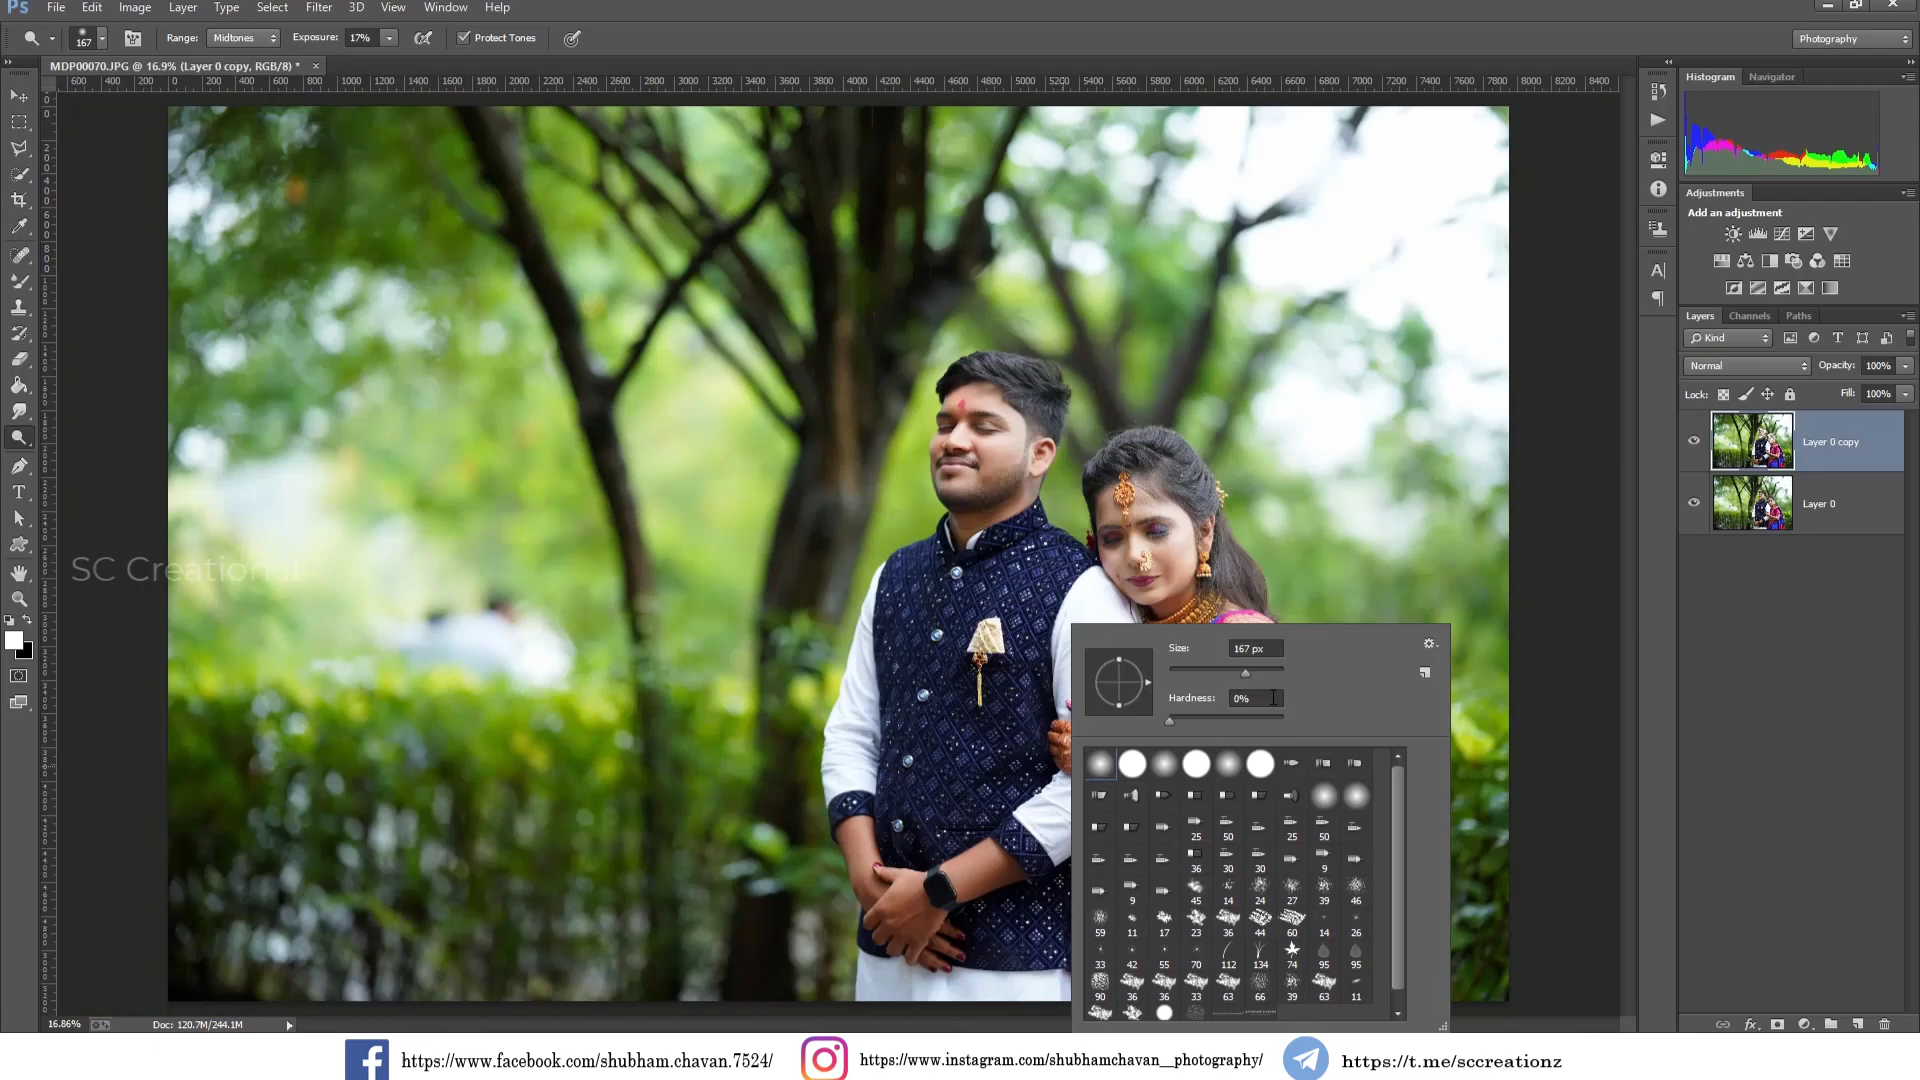 Ps File Edit Image Layer Type Select Filter 3D View Window Help
167 Range: Midtones Exposure: 17% Protect Tones Photography
MDP00070.JPG @ 16.9% (Layer 0 copy, RGB/8) * ×
600 400 200 0 200 400 600 800 1000 1200 1400 1600 1800 2000 2200 2400 2600 2800 3000 3200 3400 3600 3800 4000 4200 4400 4600 4800 5000 5200 5400 5600 5800 6000 6200 6400 6600 6800 7000 7200 7400 7600 7800 8000 8200 8400
Histogram Navigator
Adjustments
Add an adjustment
Layers Channels Paths
Kind
Normal Opacity: 100%
Lock: Fill: 100%
Layer 0 copy
Layer 0
SC Creation
Size: 167 px
Hardness: 0%
25 50 25 50
36 30 30 9
9 45 14 24 27 39 46
59 11 17 23 36 44 60 14 26
33 42 55 70 112 134 74 95 95
90 36 36 33 63 66 39 63 11
16.86% Doc: 120.7M/244.1M
https://www.facebook.com/shubham.chavan.7524/ https://www.instagram.com/shubhamchavan__photography/ https://t.me/sccreationz